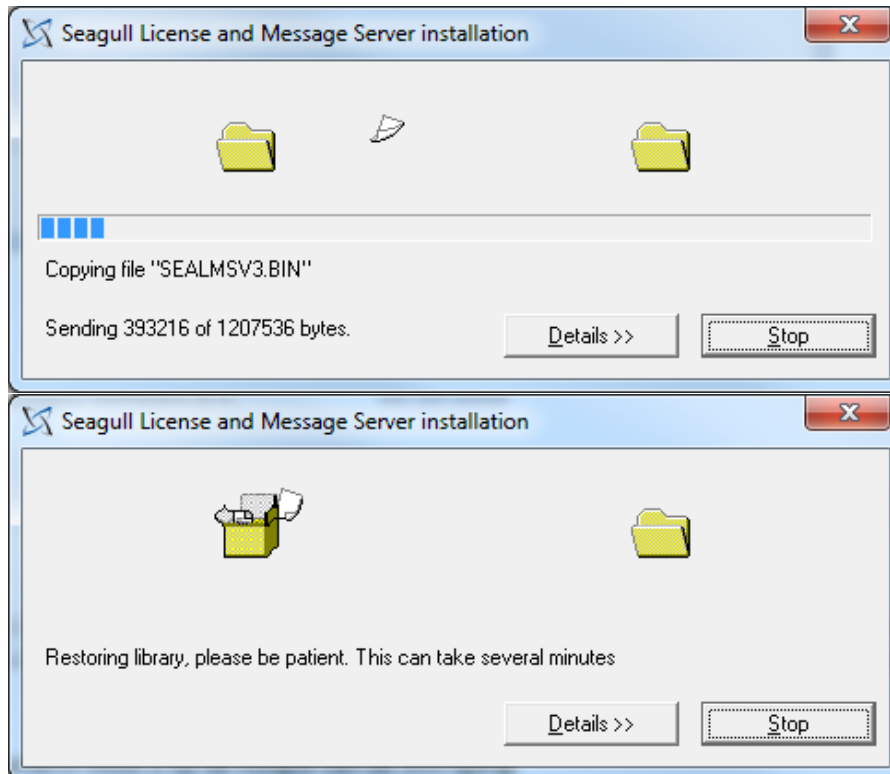 Seagull License and Message Server installation
Copying file "SEALMSV3.BIN"
Sending 393216 of 1207536 bytes.
Details >>
Stop
Seagull License and Message Server installation
Restoring library, please be patient. This can take several minutes
Details >>
Stop